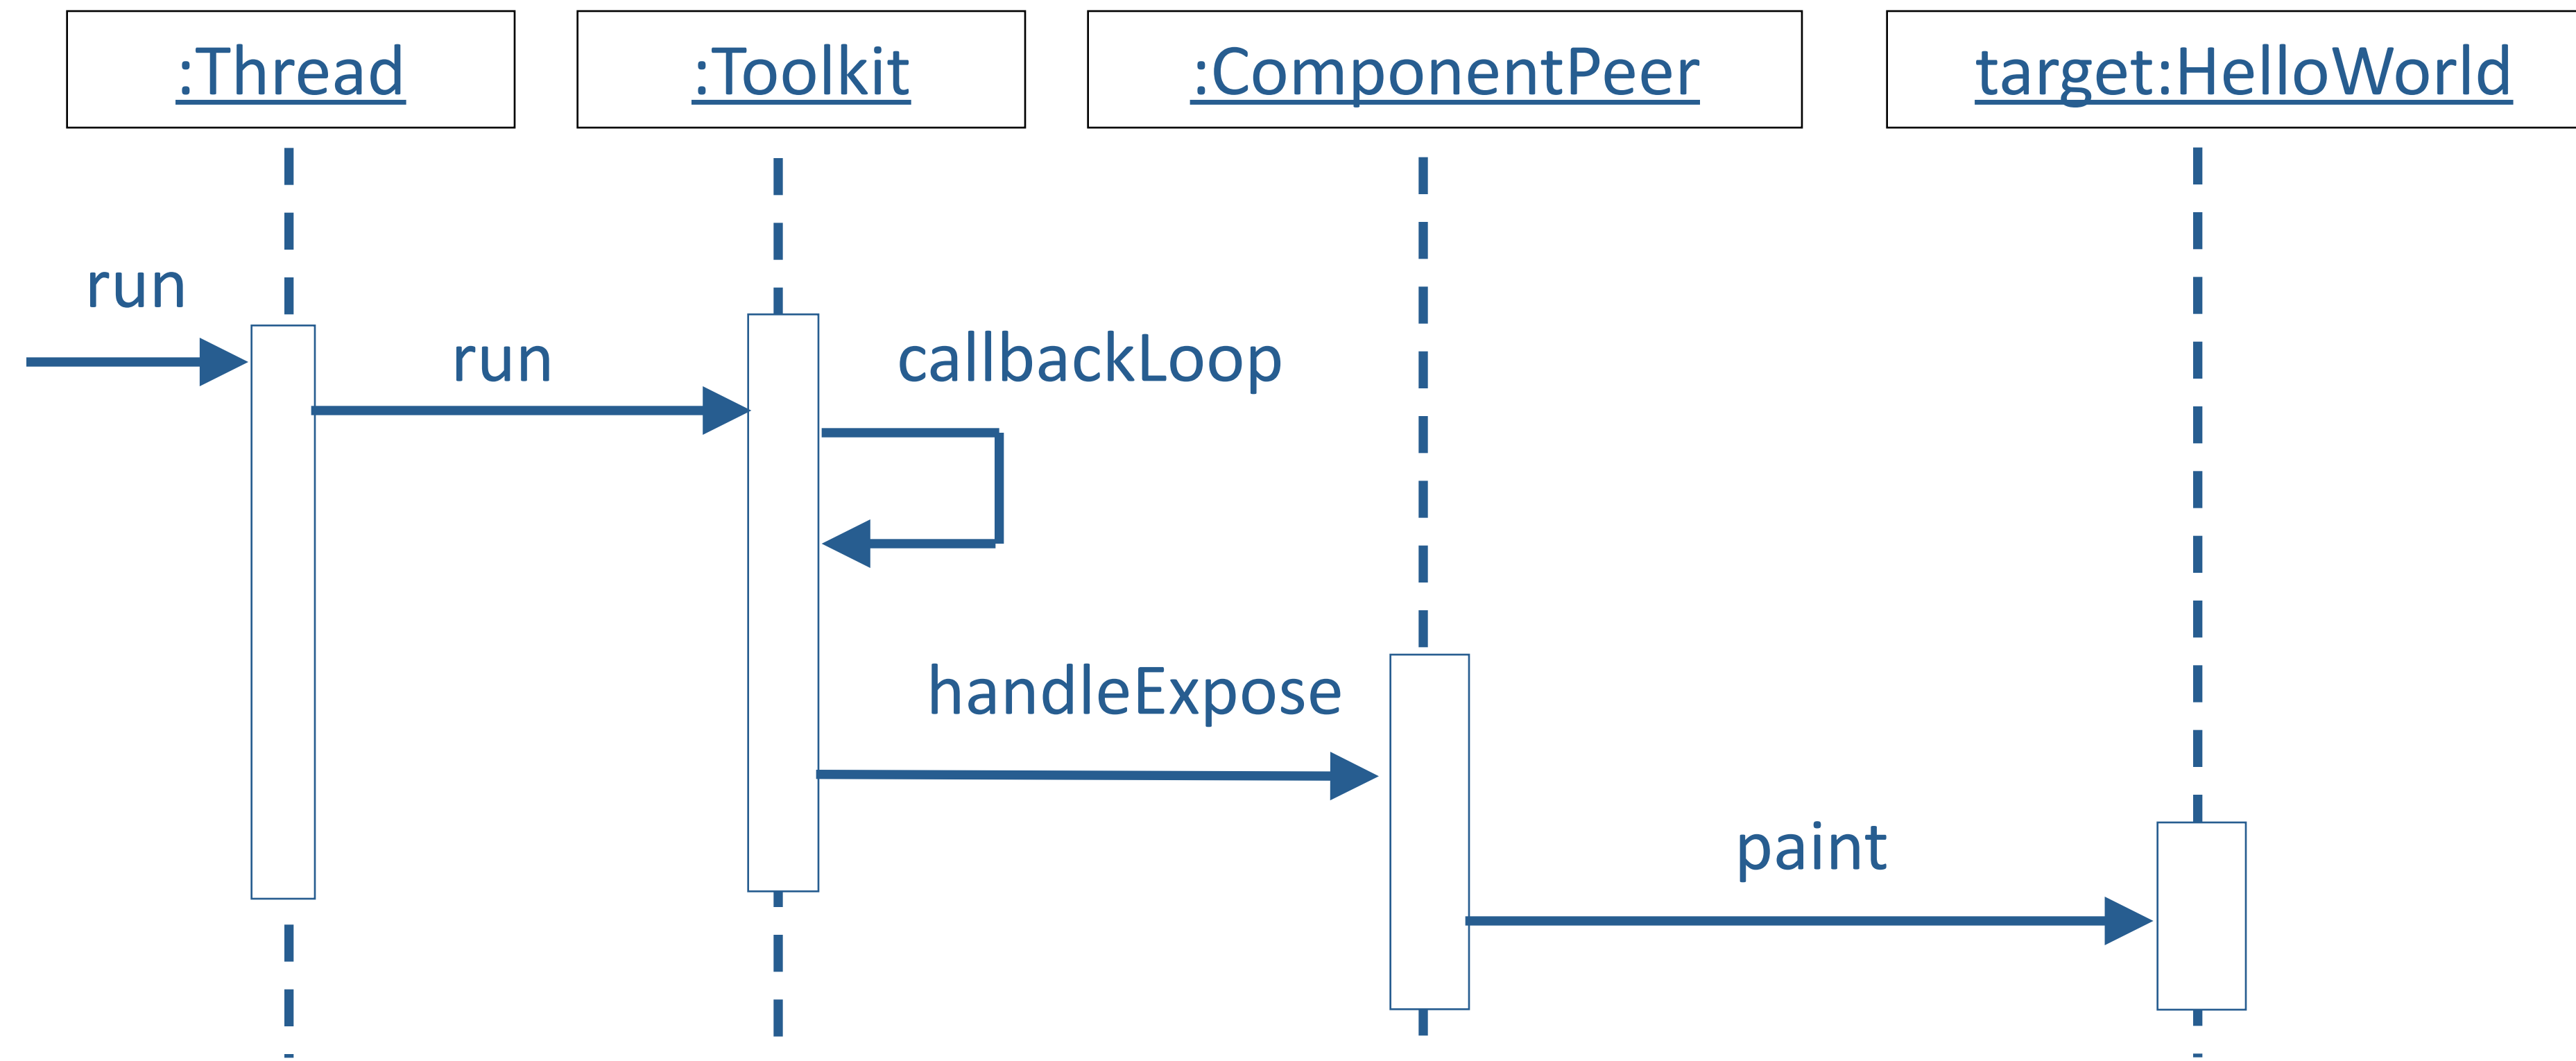 :Thread
:Toolkit
:ComponentPeer
target:HelloWorld
run
run
callbackLoop
handleExpose
paint